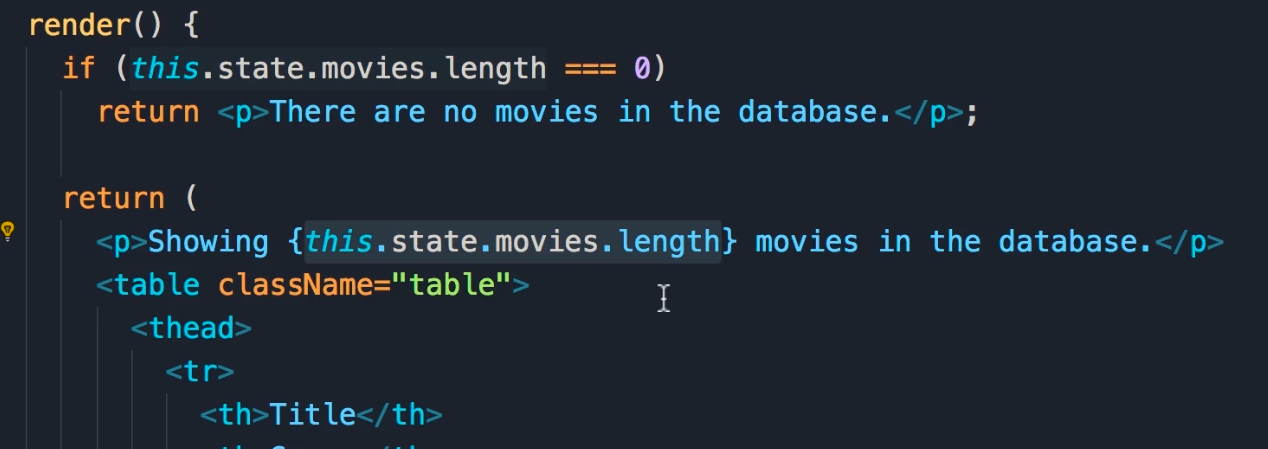 render() {
if (this.state.movies.length === 0)
return <p>There are no movies in the database.</p>;
return (
<p>Showing {this.state.movies.length} movies in the database.</p>
<table className="table">
<thead>
<tr>
<th>Title</th>